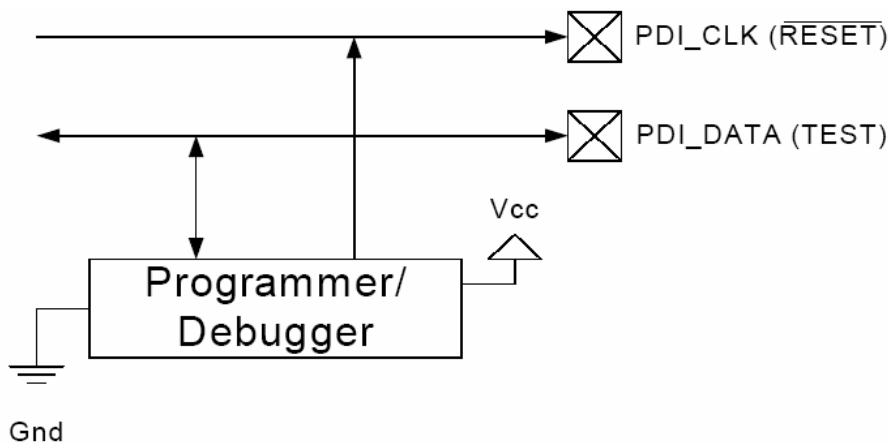 PDI_CLK (RESET)
PDI_DATA (TEST)
Vcc
Programmer/
Debugger
Gnd